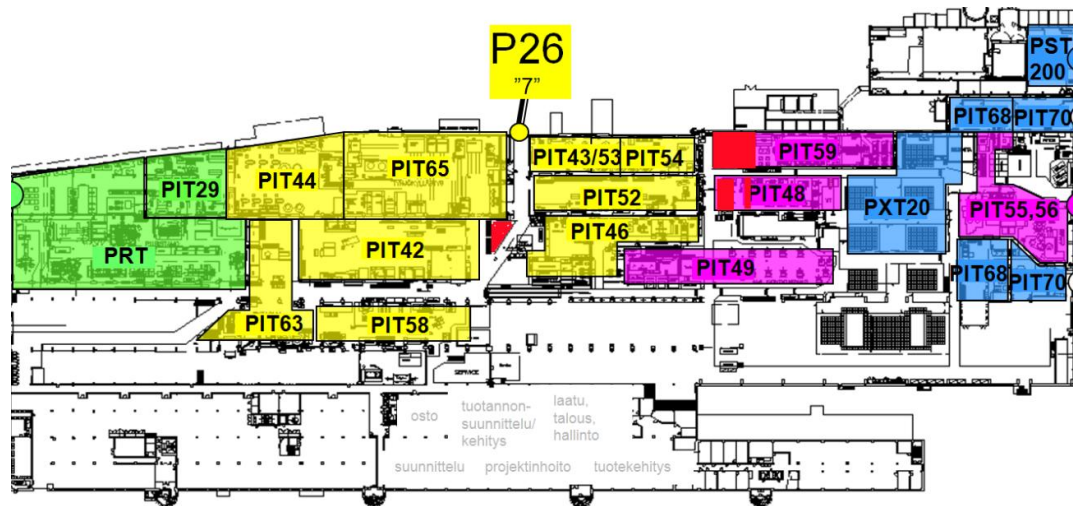 P26
"7"
PST
200
PIT68
PIT70
PIT29
PIT44
PIT65
PIT43/53
PIT54
PIT59
PIT52
PIT48
PRT
PIT42
PIT46
PIT49
PXT20
PIT55,56
PIT68
PIT70
PIT63
PIT58
SERVICE
osto
tuotannon-
suunnittelu/
kehitys
laatu,
talous,
hallinto
suunnittelu projektinhoito tuotekehitys